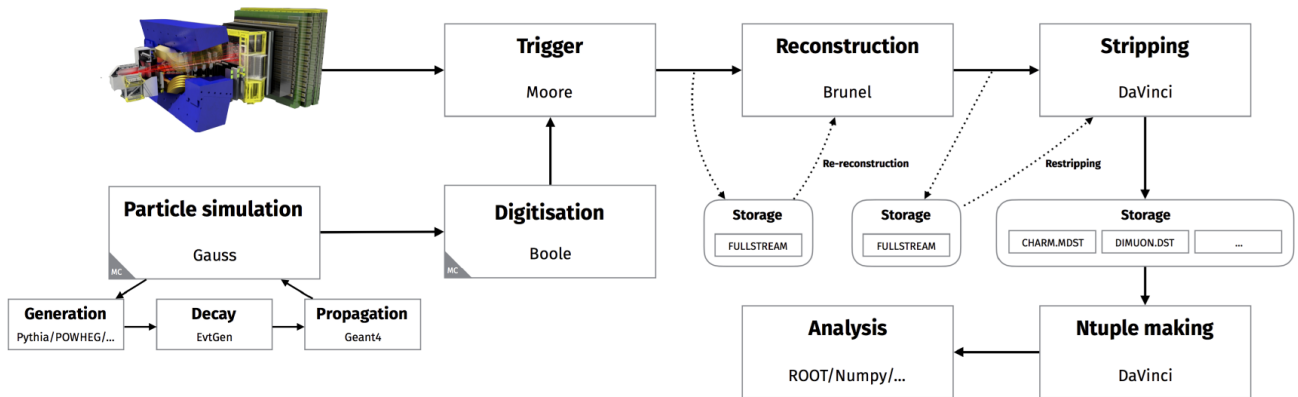 Trigger
Moore
Reconstruction
Brunel
Stripping
DaVinci
Re-reconstruction
Restripping
Particle simulation
Gauss
MC
Digitisation
Boole
MC
Storage
FULLSTREAM
Storage
FULLSTREAM
Storage
CHARM.MDST
DIMUON.DST
...
Generation
Pythia/POWHEG/...
Decay
EvtGen
Propagation
Geant4
Analysis
ROOT/Numpy/...
Ntuple making
DaVinci